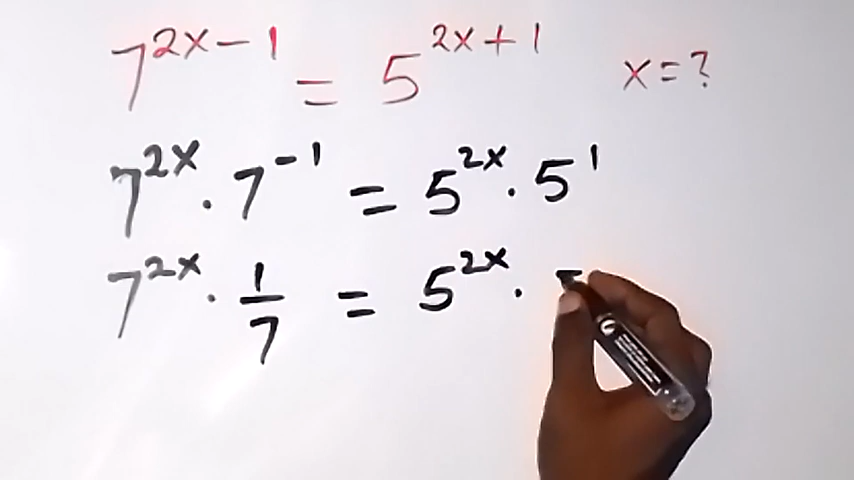 7^{2x-1} = 5^{2x+1} x = ?
7^{2x} · 7^{-1} = 5^{2x} · 5^{1}
7^{2x} · \frac{1}{7} = 5^{2x} ·